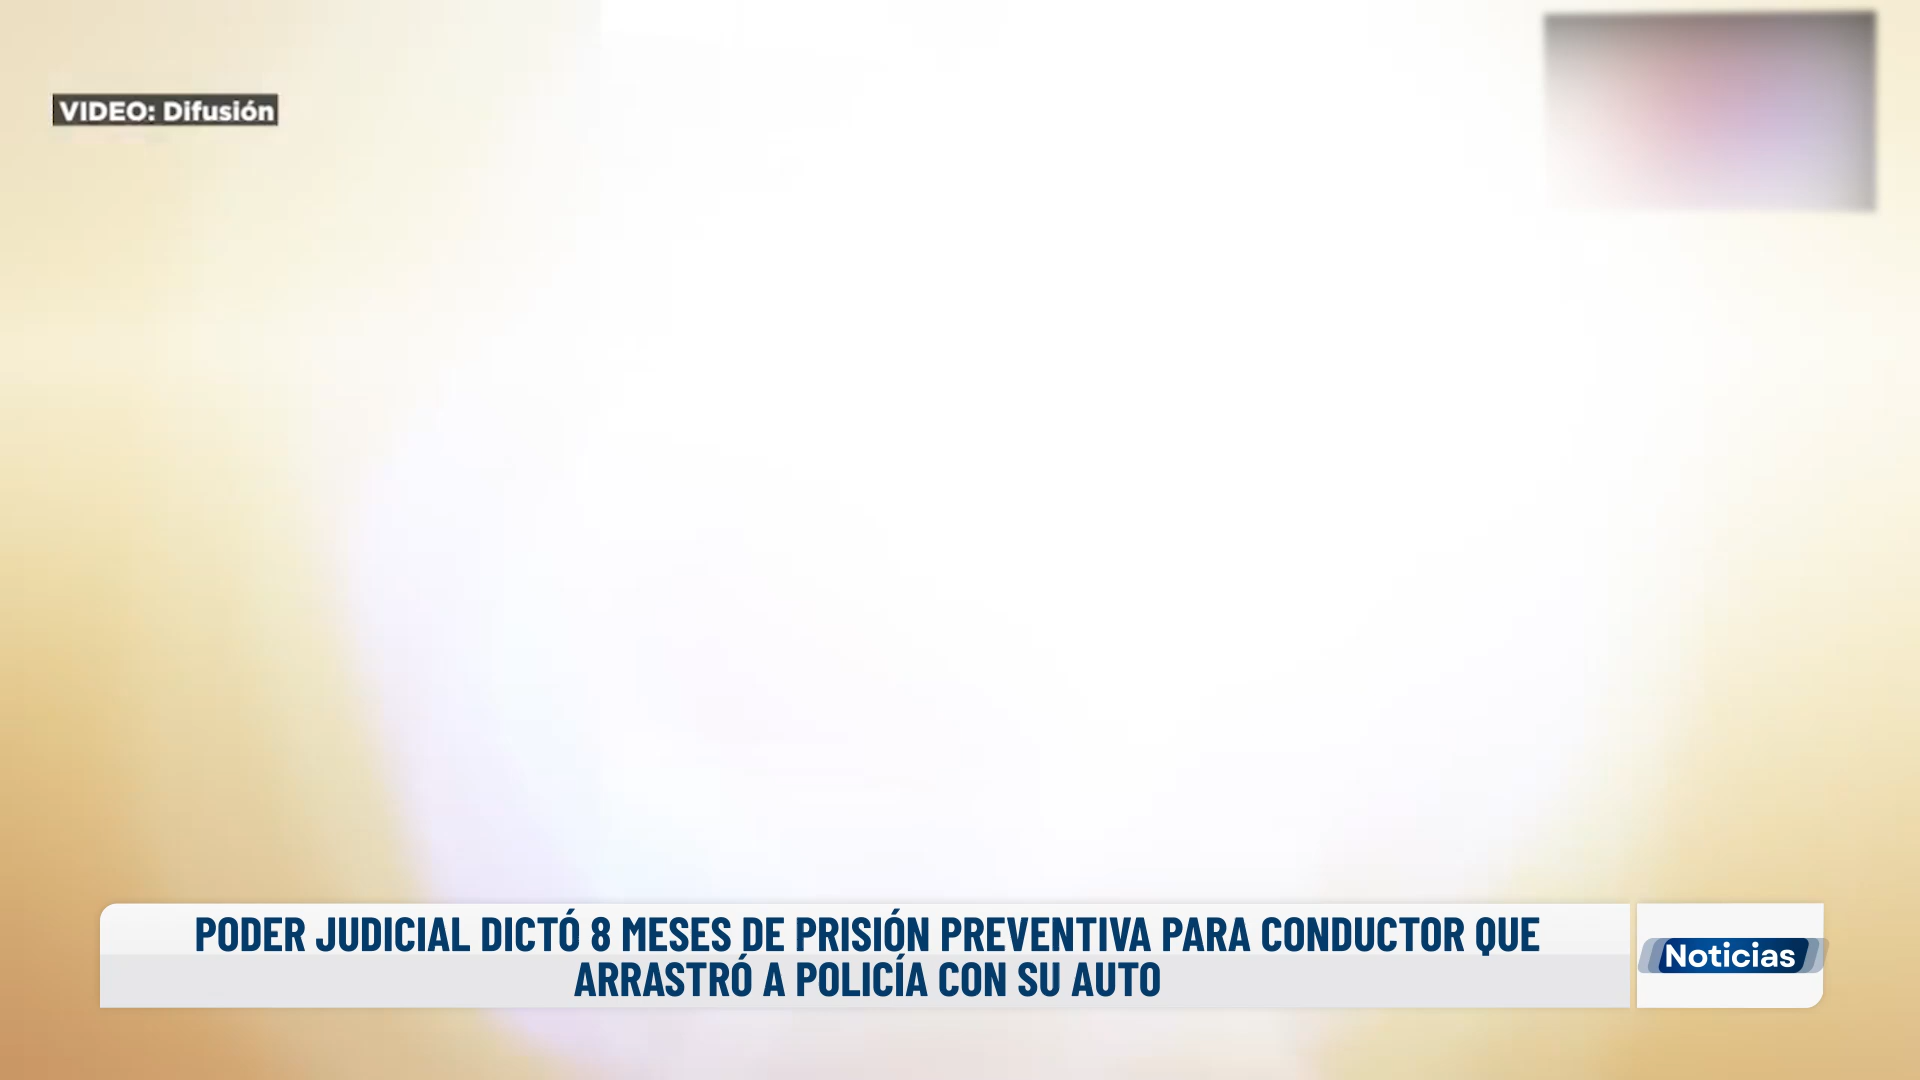 VIDEO: Difusión
PODER JUDICIAL DICTÓ 8 MESES DE PRISIÓN PREVENTIVA PARA CONDUCTOR QUE
ARRASTRÓ A POLICÍA CON SU AUTO
Noticias